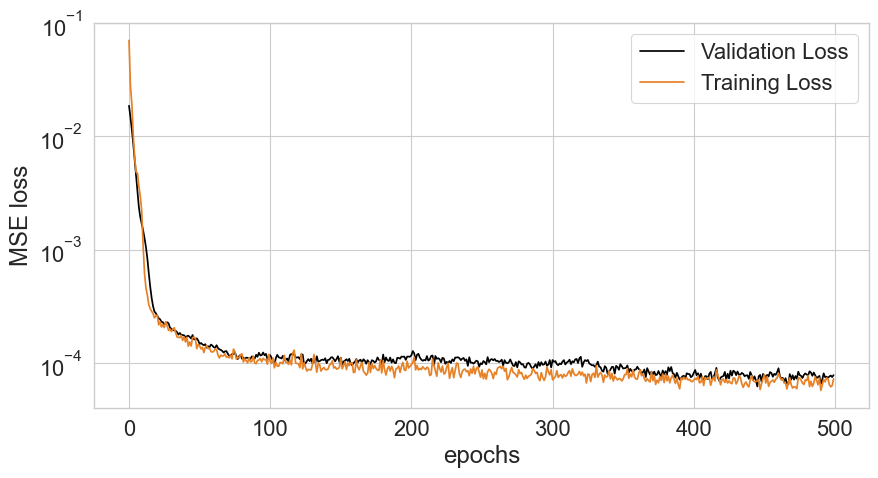 10⁻¹
10⁻²
10⁻³
10⁻⁴
MSE loss
Validation Loss
Training Loss
0 100 200 300 400 500
epochs